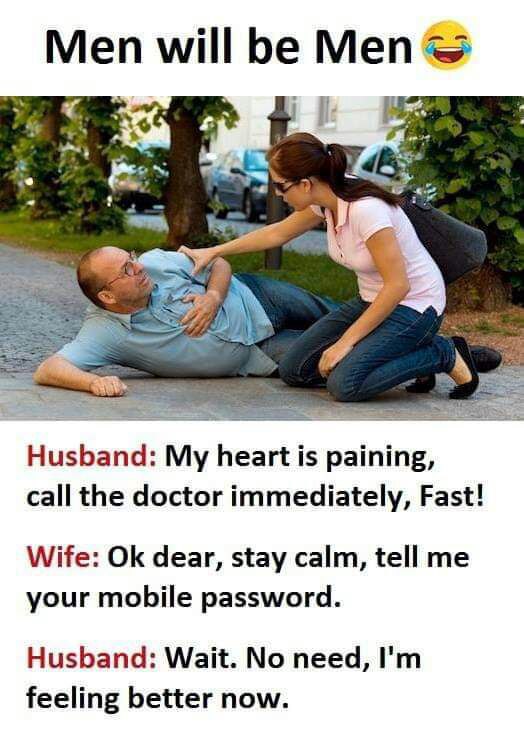 Men will be Men😂
Husband: My heart is paining,
call the doctor immediately, Fast!
Wife: Ok dear, stay calm, tell me
your mobile password.
Husband: Wait. No need, I'm
feeling better now.